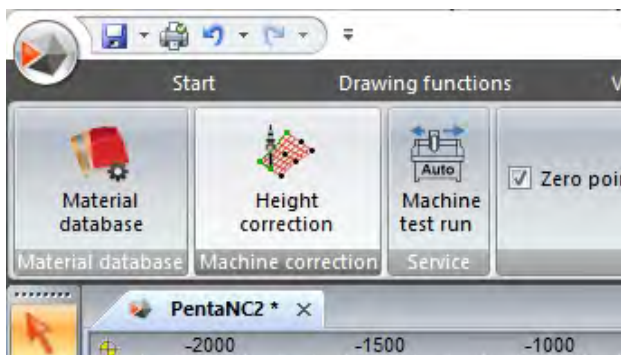 Start Drawing functions V
Material database
Height correction
Auto
Machine test run
Zero poi
Material database Machine correction Service
PentaNC2 * ×
-2000 -1500 -1000